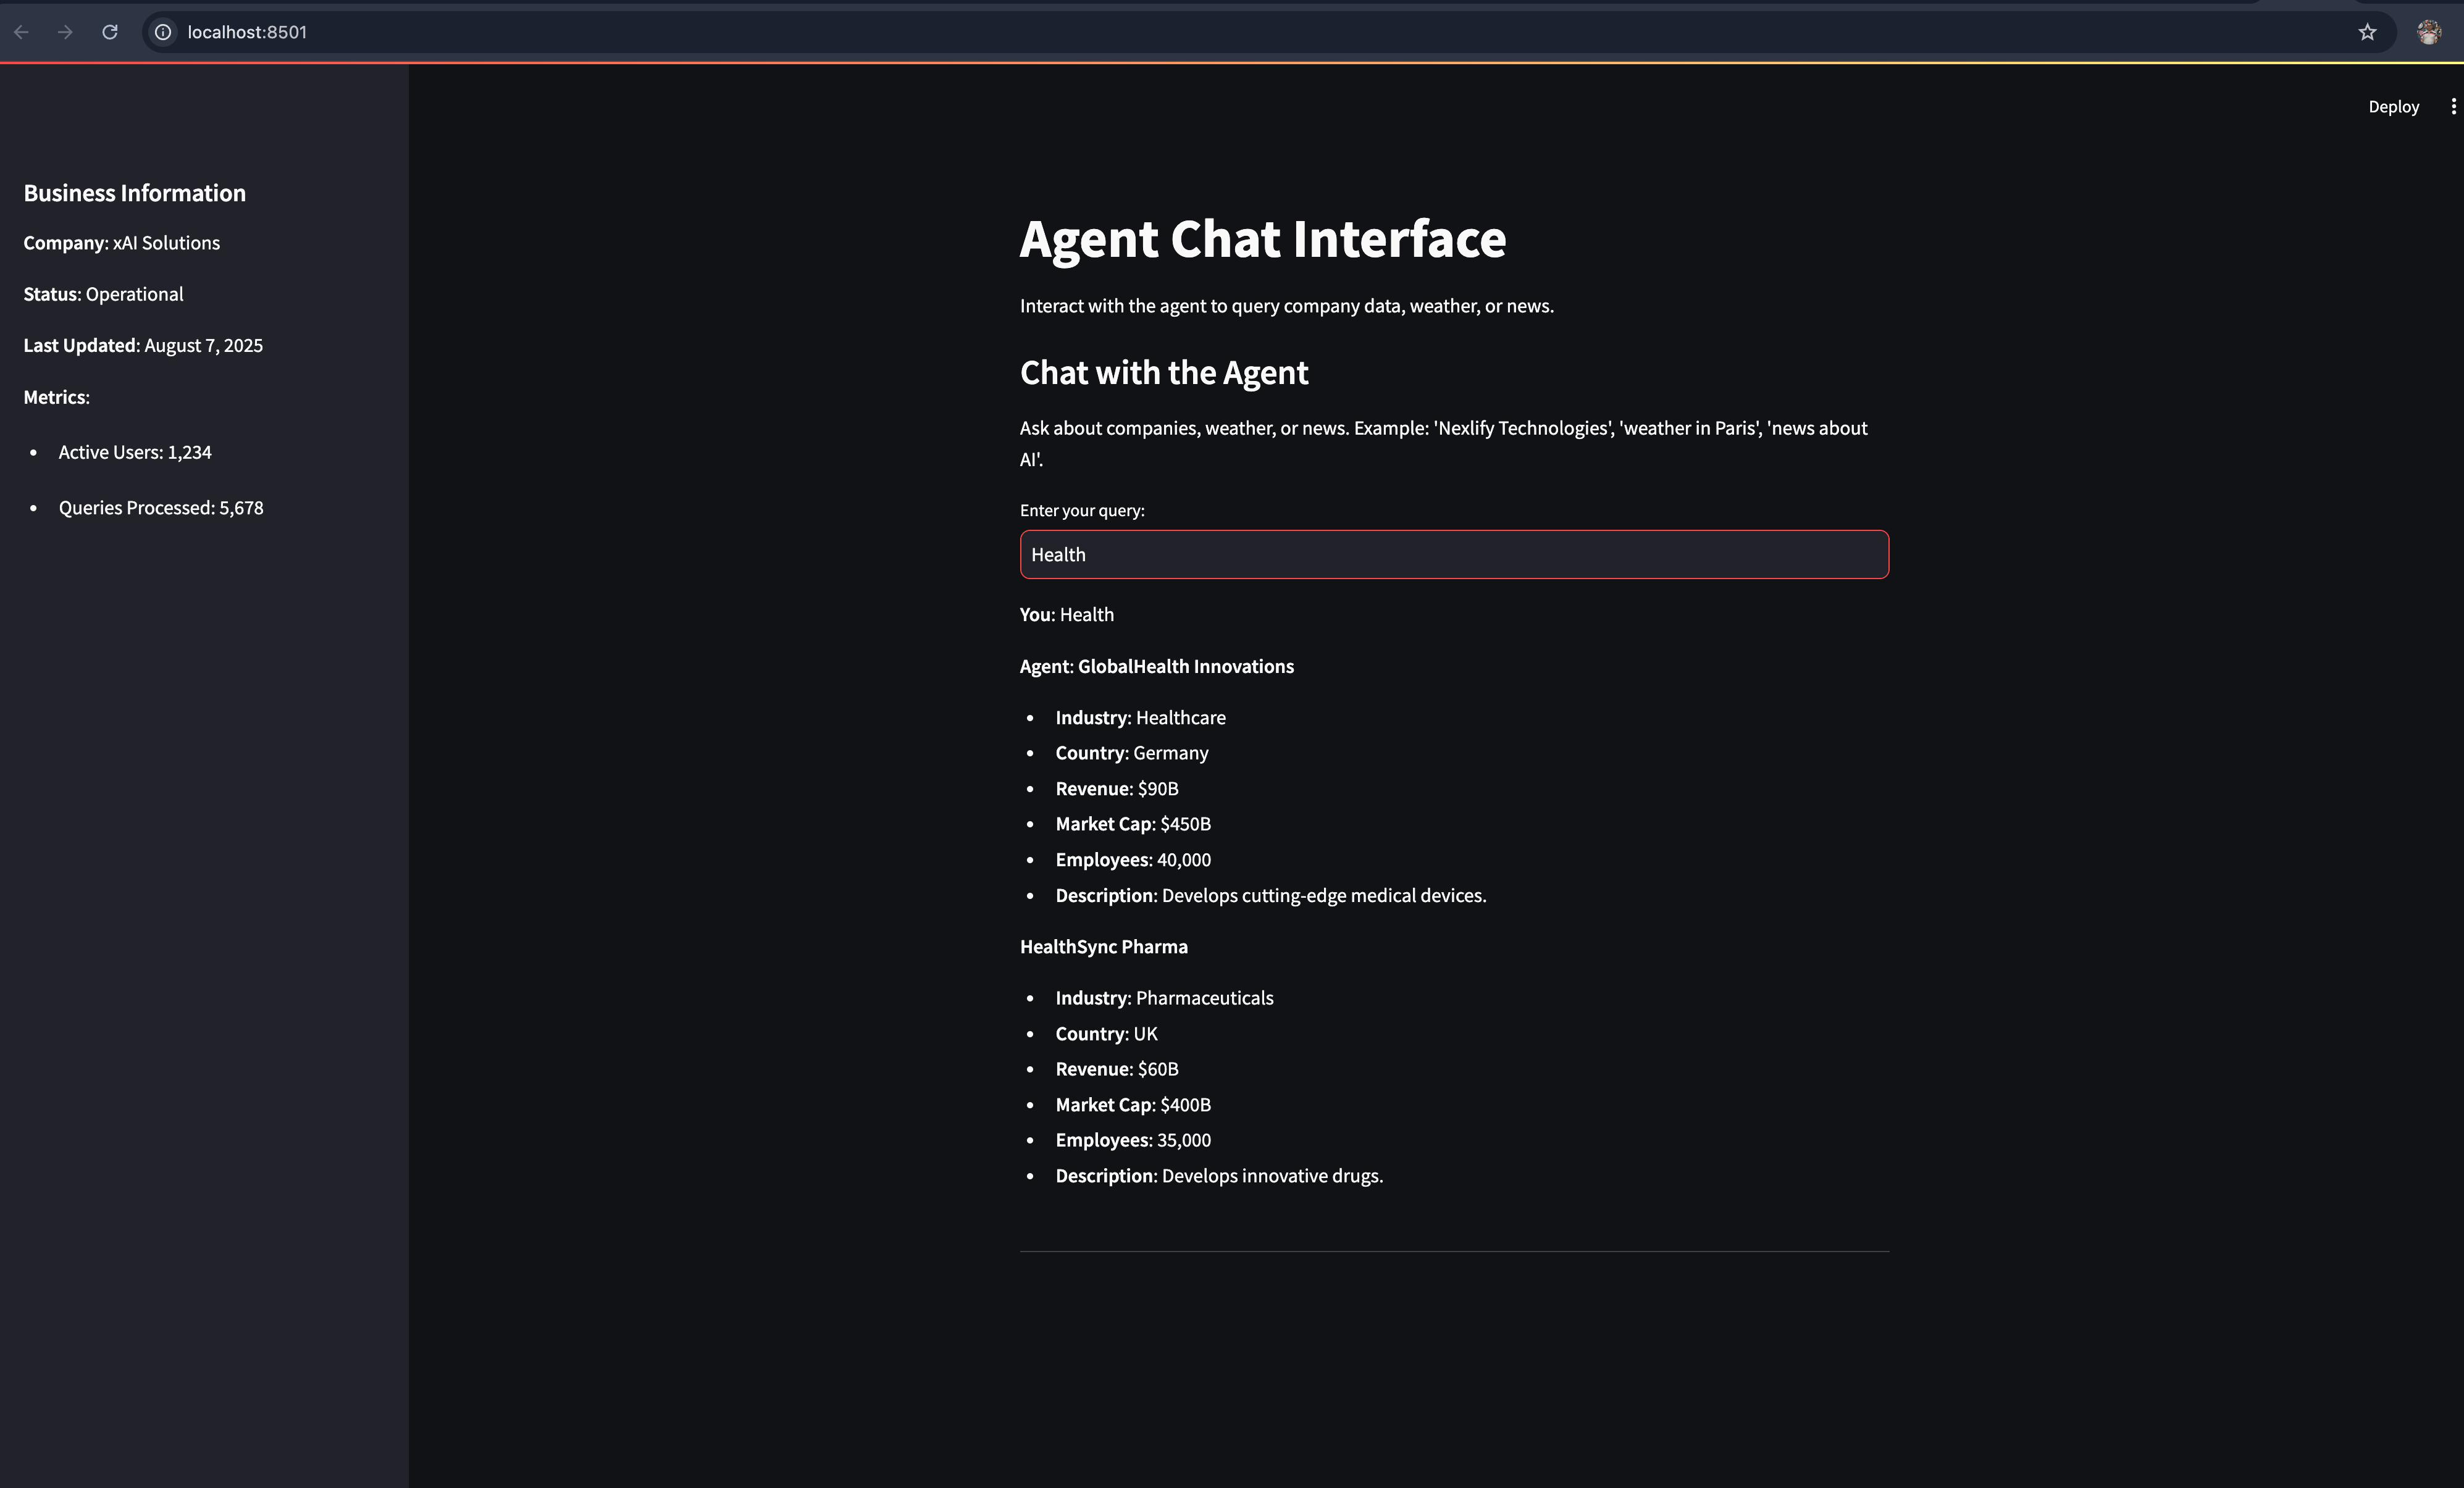 localhost:8501
Deploy
Business Information
Company: xAI Solutions
Status: Operational
Last Updated: August 7, 2025
Metrics:
Active Users: 1,234
Queries Processed: 5,678
Agent Chat Interface
Interact with the agent to query company data, weather, or news.
Chat with the Agent
Ask about companies, weather, or news. Example: 'Nexlify Technologies', 'weather in Paris', 'news about
AI'.
Enter your query:
Health
You: Health
Agent: GlobalHealth Innovations
Industry: Healthcare
Country: Germany
Revenue: $90B
Market Cap: $450B
Employees: 40,000
Description: Develops cutting-edge medical devices.
HealthSync Pharma
Industry: Pharmaceuticals
Country: UK
Revenue: $60B
Market Cap: $400B
Employees: 35,000
Description: Develops innovative drugs.